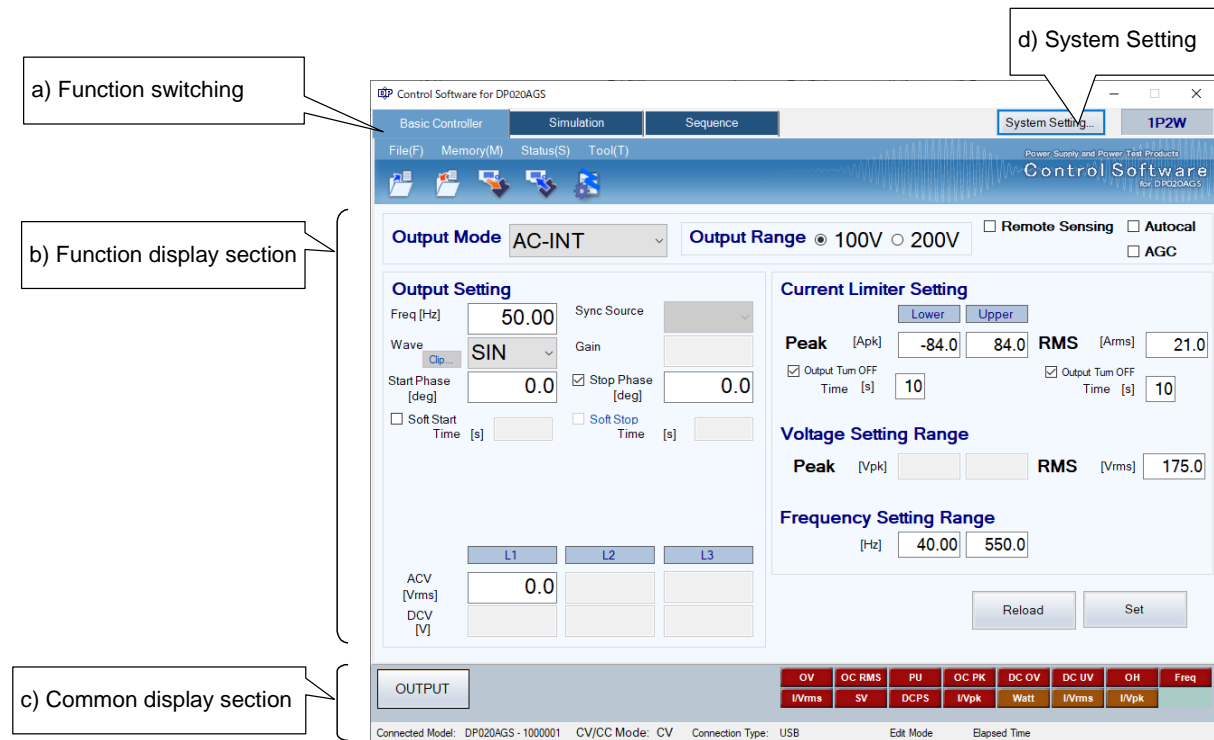 d) System Setting
a) Function switching
Control Software for DP020AGS
Basic Controller Simulation Sequence System Setting... 1P2W
File(F) Memory(M) Status(S) Tool(T)
Power Supply and Power Test Products
Control Software
for DP020AGS
b) Function display section
Output Mode AC-INT Output Range 100V 200V Remote Sensing Autocal
AGC
Output Setting
Freq [Hz] 50.00 Sync Source
Wave Clip... SIN Gain
Start Phase [deg] 0.0 Stop Phase [deg] 0.0
Soft Start Time [s] Soft Stop Time [s]
L1 L2 L3
ACV [Vrms] 0.0
DCV [V]
Current Limiter Setting
Lower Upper
Peak [Apk] -84.0 84.0 RMS [Arms] 21.0
Output Turn OFF Time [s] 10 Output Turn OFF Time [s] 10
Voltage Setting Range
Peak [Vpk] RMS [Vrms] 175.0
Frequency Setting Range
[Hz] 40.00 550.0
Reload Set
c) Common display section
OUTPUT
OV OC RMS PU OC PK DC OV DC UV OH Freq
I/Vrms SV DCPS I/Vpk Watt I/Vrms I/Vpk
Connected Model: DP020AGS - 1000001 CV/CC Mode: CV Connection Type: USB Edit Mode Elapsed Time